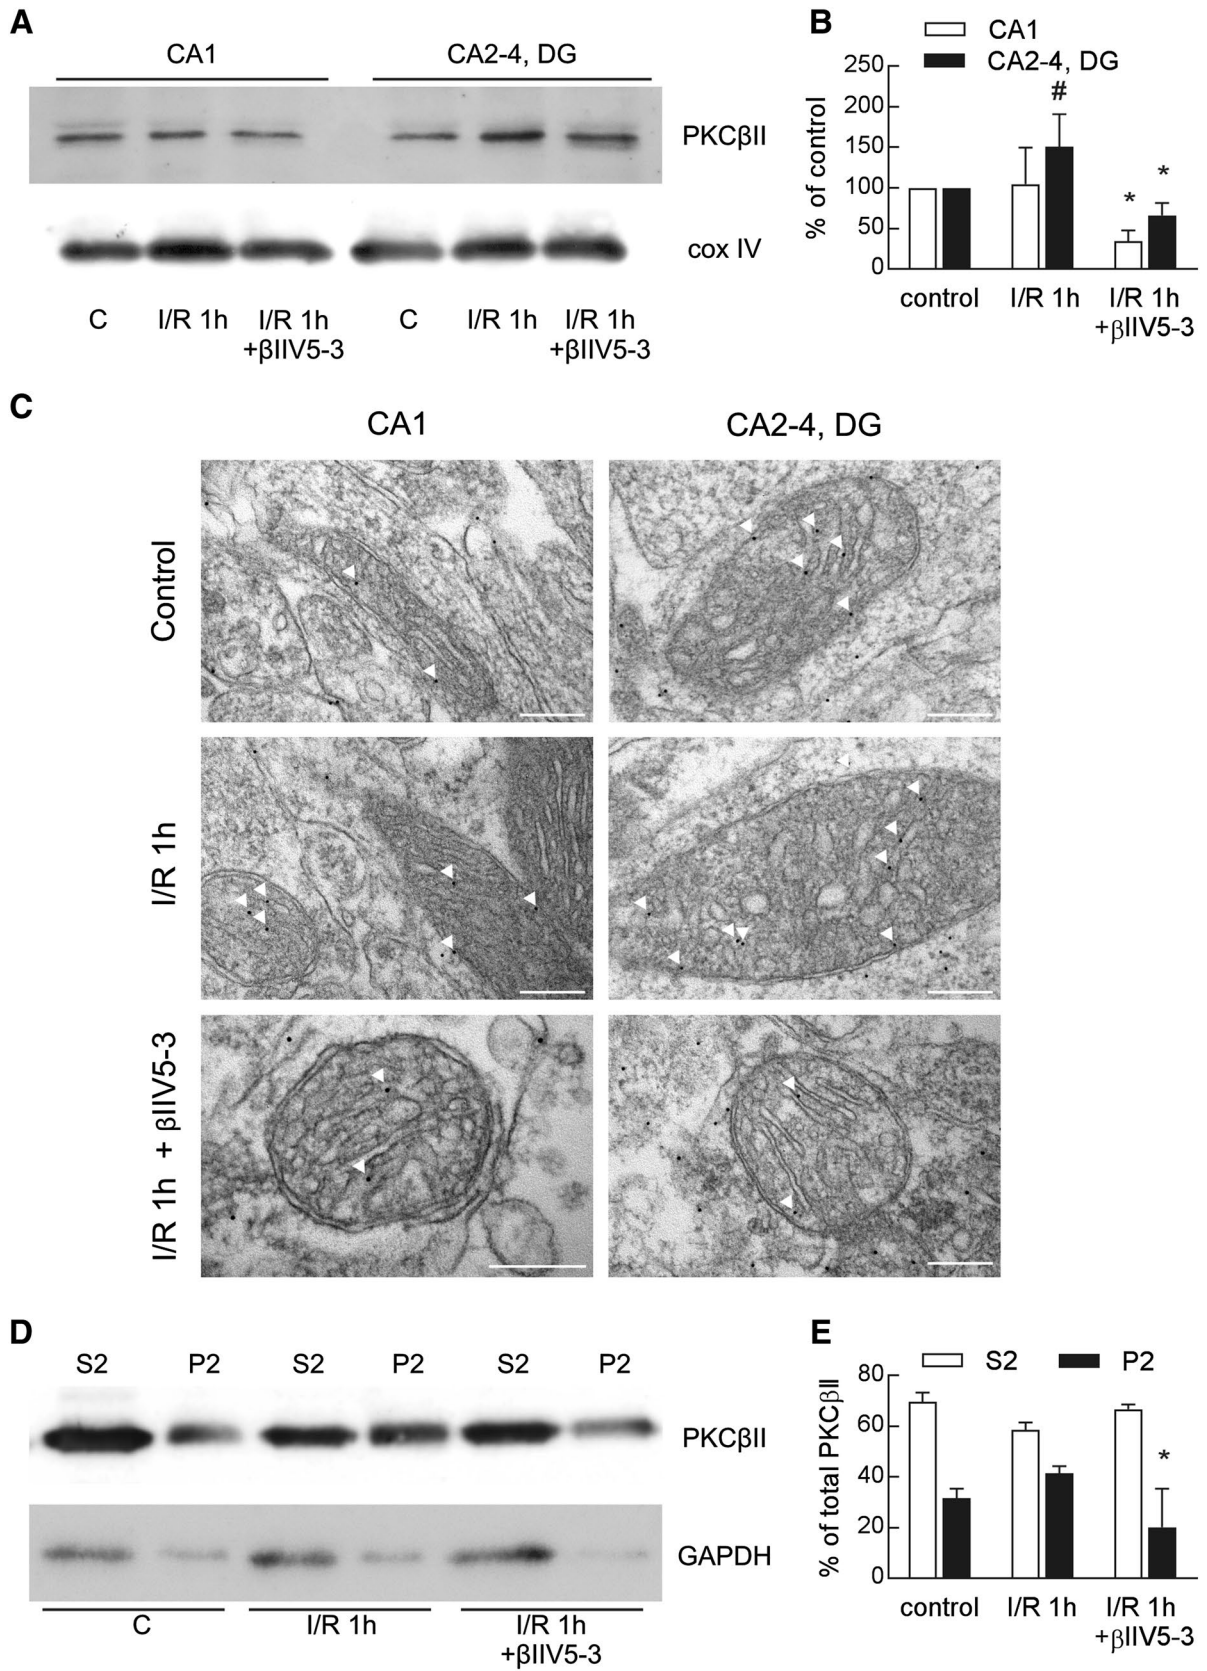 A
CA1
CA2-4, DG
PKCβII
cox IV
C
I/R 1h
I/R 1h
+βIIV5-3
C
I/R 1h
I/R 1h
+βIIV5-3
B
CA1
CA2-4, DG
% of control
250
200
150
100
50
0
#
*
*
control
I/R 1h
I/R 1h
+βIIV5-3
C
CA1
CA2-4, DG
Control
I/R 1h
I/R 1h + βIIV5-3
D
S2
P2
S2
P2
S2
P2
PKCβII
GAPDH
C
I/R 1h
I/R 1h
+βIIV5-3
E
S2
P2
% of total PKCβII
80
60
40
20
0
*
control
I/R 1h
I/R 1h
+βIIV5-3